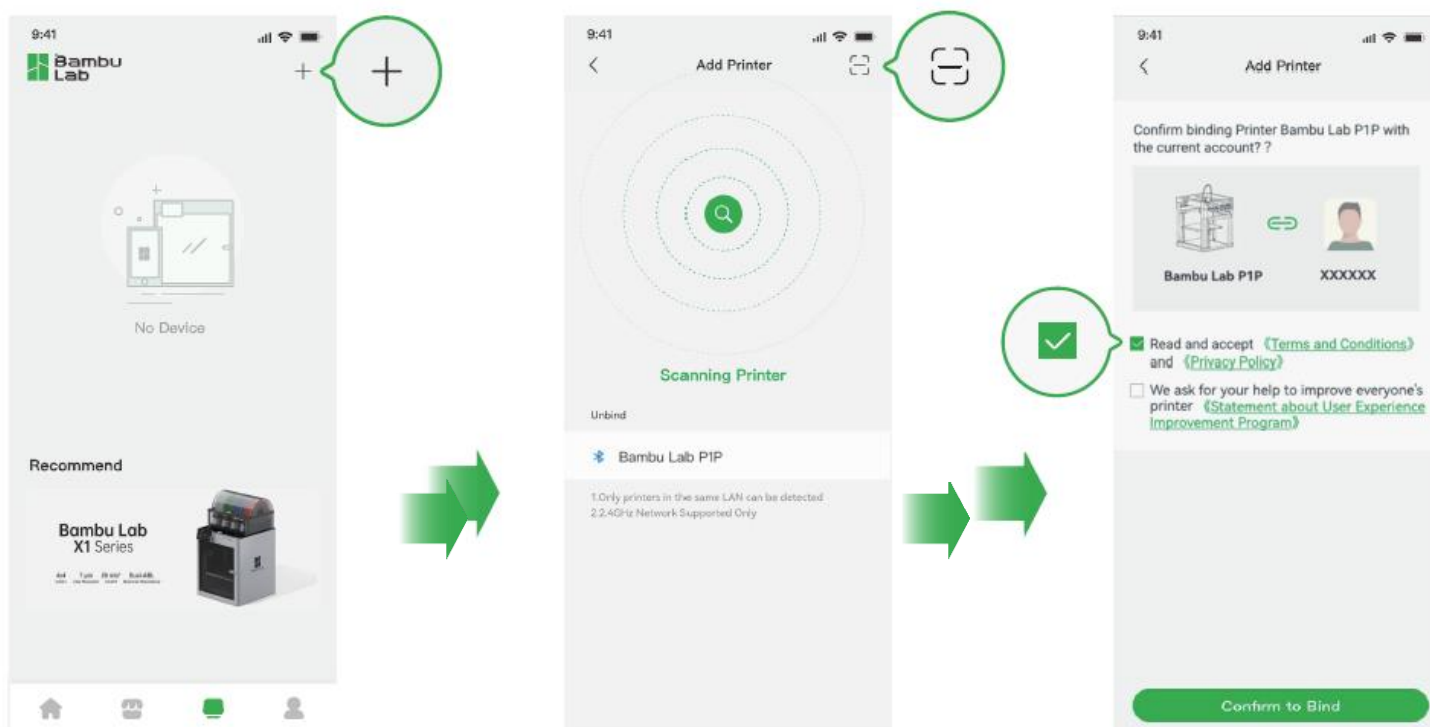 9:41
Bambu
Lab
No Device
Recommend
Bambu Lab
X1 Series
9:41
Add Printer
Scanning Printer
Unbind
Bambu Lab P1P
1.Only printers in the same LAN can be detected
2.2.4GHz Network Supported Only
9:41
Add Printer
Confirm binding Printer Bambu Lab P1P with
the current account? ?
Bambu Lab P1P
XXXXXX
Read and accept 《Terms and Conditions》
and 《Privacy Policy》
We ask for your help to improve everyone's
printer 《Statement about User Experience
Improvement Program》
Confirm to Bind